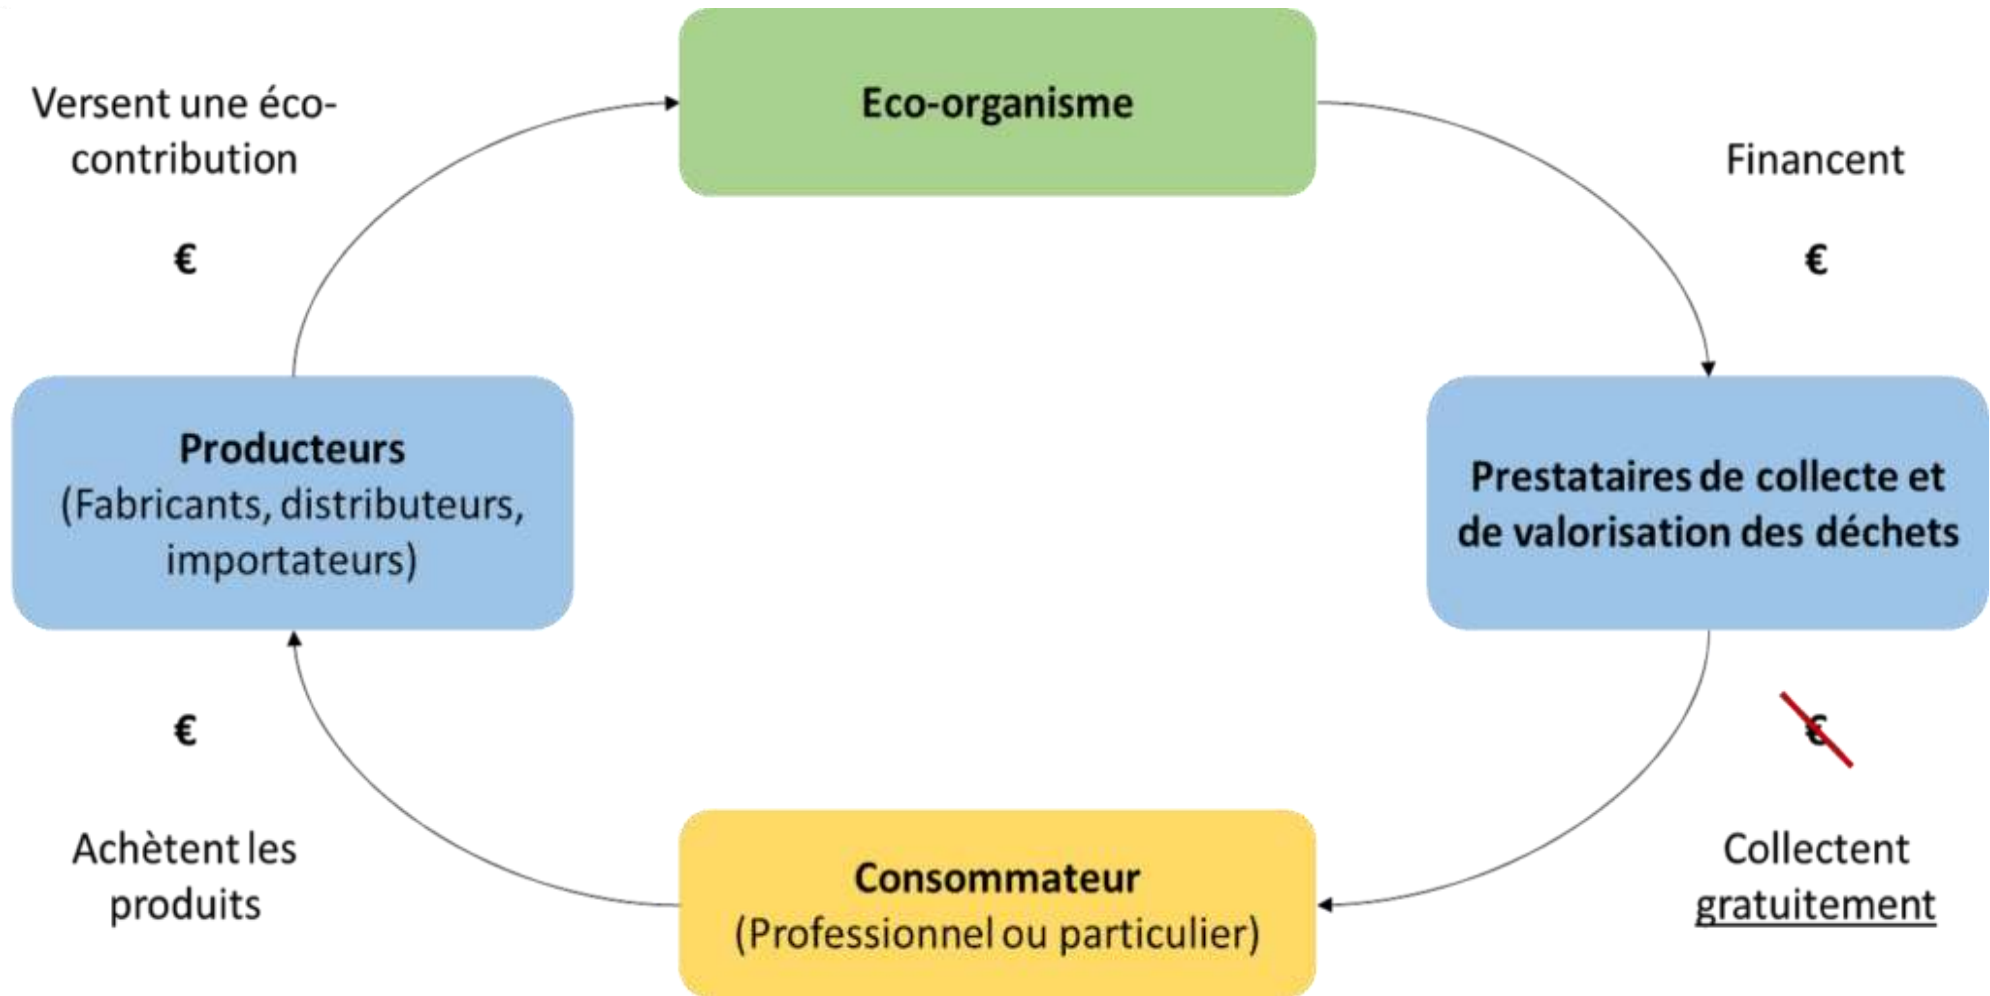 Eco-organisme
Versent une éco-
contribution
€
Financent
€
Producteurs
(Fabricants, distributeurs,
importateurs)
Prestataires de collecte et
de valorisation des déchets
€
Achètent les
produits
€
Collectent
gratuitement
Consommateur
(Professionnel ou particulier)